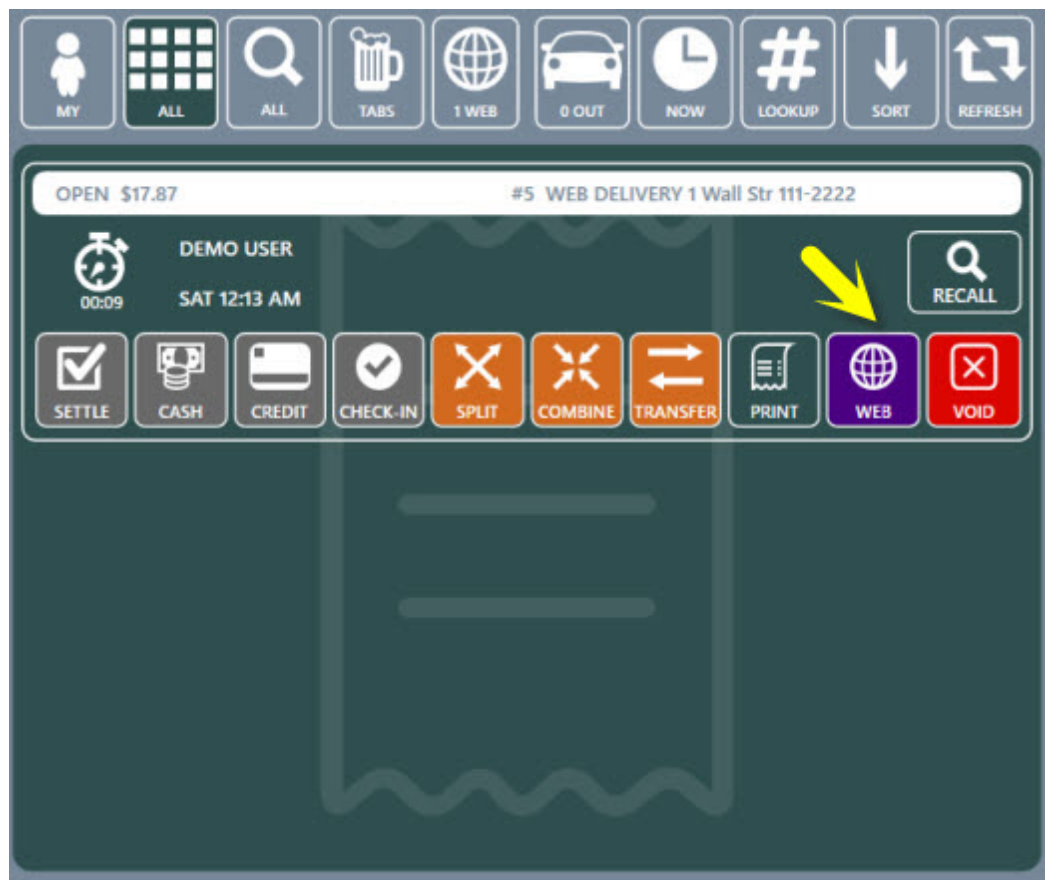 MY ALL ALL TABS 1 WEB 0 OUT NOW LOOKUP SORT REFRESH
OPEN $17.87 #5 WEB DELIVERY 1 Wall Str 111-2222
DEMO USER
00:09 SAT 12:13 AM RECALL
SETTLE CASH CREDIT CHECK-IN SPLIT COMBINE TRANSFER PRINT WEB VOID